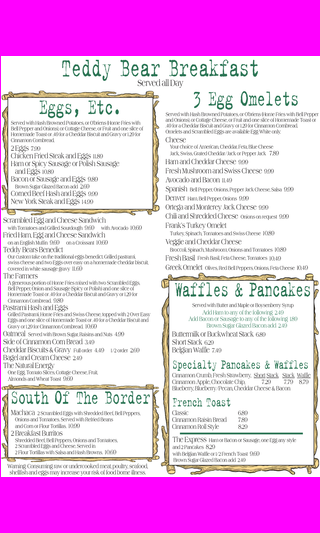 Teddy Bear Breakfast
Served all Day
Eggs, Etc.
Served with Hash Browned Potatoes, or O'Briens Home Fries with
Bell Pepper and Onions; or Cottage Cheese, or Fruit and one slice of
Homemade Toast or .40 for a Cheddar Biscuit and Gravy or 1.20 for
Cinnamon Cornbread.
2 Eggs 7.99
Chicken Fried Steak and Eggs 11.89
Ham or Spicy Sausage or Polish Sausage
and Eggs 10.89
Bacon or Sausage and Eggs 9.89
Brown Sugar Glazed Bacon add 2.69
Corned Beef Hash and Eggs 9.99
New York Steak and Eggs 14.99
Scrambled Egg and Cheese Sandwich
with Tomatoes and Grilled Sourdough 9.69 with Avocado 10.60
Fried Ham, Egg and Cheese Sandwich
on an English Muffin 9.69 on a Croissant 10.69
Teddy Bears Benedict
Our custom take on the traditional eggs Benedict! Grilled pastrami,
swiss cheese and two Eggs over easy on a homemade cheddar biscuit,
covered in white sausage gravy 11.69
The Farmers
A generous portion of Home Fries mixed with two Scrambled Eggs,
Bell Pepper, Onion and Sausage Spicy or Polish and one slice of
Homemade Toast or .40 for a Cheddar Biscuit and Gravy or 1.20 for
Cinnamon Cornbread. 9.89
Pastrami Hash and Eggs
Grilled Pastrami, Home Fries and Swiss Cheese, topped with 2 Over Easy
Eggs and one slice of Homemade Toast or .40 for a Cheddar Biscuit and
Gravy or 1.20 for Cinnamon Cornbread. 10.60
Oatmeal Served with Brown Sugar, Raisins and Nuts 4.99
Side of Cinnamon Corn Bread 3.49
Cheddar Biscuits & Gravy Full order 4.49 1/2 order 2.69
Bagel and Cream Cheese 2.49
The Natural Energy
One Egg, Tomato Slices, Cottage Cheese, Fruit,
Almonds and Wheat Toast 9.69
South Of The Border
Machaca 2 Scrambled Eggs with Shredded Beef, Bell Peppers,
Onions and Tomatoes, Served with Refried Beans
and Corn or Flour Tortillas. 10.99
2 Breakfast Burritos
Shredded Beef, Bell Peppers, Onions and Tomatoes,
2 Scrambled Eggs and Cheese. Served in
2 Flour Tortillas with Salsa and Hash Browns. 10.69
Warning: Consuming raw or undercooked meat, poultry, seafood,
shellfish and eggs may increase your risk of food borne illness.
3 Egg Omelets
Served with Hash Browned Potatoes, or O'Briens Home Fries with Bell Pepper
and Onions; or Cottage Cheese, or Fruit and one slice of Homemade Toast or
.40 for a Cheddar Biscuit and Gravy or 1.20 for Cinnamon Cornbread.
Omelets and Scrambled Eggs are available Egg White only.
Cheese
Your choice of American, Cheddar, Feta, Blue Cheese
Jack, Swiss, Grated Cheddar Jack or Pepper Jack 7.89
Ham and Cheddar Cheese 9.99
Fresh Mushroom and Swiss Cheese 9.99
Avocado and Bacon 11.49
Spanish Bell Pepper, Onions, Pepper Jack Cheese, Salsa 9.99
Denver Ham, Bell Pepper, Onions 9.99
Ortega and Monterey Jack Cheese 9.99
Chili and Shredded Cheese Onions on request 9.99
Frank's Turkey Omelet
Turkey, Spinach, Tomatoes and Swiss Cheese 10.89
Veggie and Cheddar Cheese
Broccoli, Spinach, Mushrooms, Onions and Tomatoes 10.80
Fresh Basil Fresh Basil, Feta Cheese, Tomatoes, 10.40
Greek Omelet Olives, Red Bell Peppers, Onions, Feta Cheese 10.40
Waffles & Pancakes
Served with Butter and Maple or Boysenberry Syrup
Add Ham to any of the following 2.49
Add Bacon or Sausage to any of the following 1.99
Brown Sugar Glazed Bacon add 2.49
Buttermilk or Buckwheat Stack 6.89
Short Stack 6.29
Belgian Waffle 7.49
Specialty Pancakes & Waffles
Cinnamon Crunch, Fresh Strawberry, Short Stack Stack Waffle
Cinnamon Apple, Chocolate Chip, 7.29 7.79 8.79
Blueberry, Blueberry-Pecan, Cheddar Cheese & Bacon
French Toast
Classic 6.80
Cinnamon Raisin Bread 7.80
Cinnamon Roll Style 8.29
The Express Ham or Bacon or Sausage, one Egg any style
and 2 Pancakes 8.29
with Belgian Waffle or 1/2 French Toast 9.69
Brown Sugar Glazed Bacon add 2.49